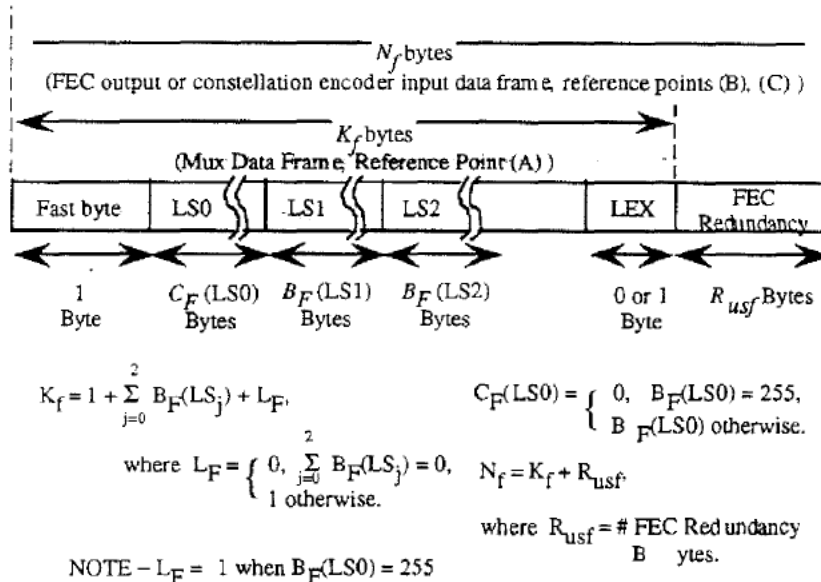 N_f bytes
(FEC output or constellation encoder input data frame, reference points (B), (C) )
K_f bytes
(Mux Data Frame, Reference Point (A) )
Fast byte LS0 LS1 LS2 LEX FEC Redundancy
1 Byte C_F (LS0) Bytes B_F (LS1) Bytes B_F (LS2) Bytes 0 or 1 Byte R_usf Bytes
K_f = 1 + Σ_{j=0}^{2} B_F(LS_j) + L_F,
where L_F = { 0, Σ_{j=0}^{2} B_F(LS_j) = 0,
1 otherwise.
NOTE – L_F = 1 when B_F(LS0) = 255
C_F(LS0) = { 0, B_F(LS0) = 255,
B_F(LS0) otherwise.
N_f = K_f + R_usf,
where R_usf = # FEC Redundancy
B ytes.